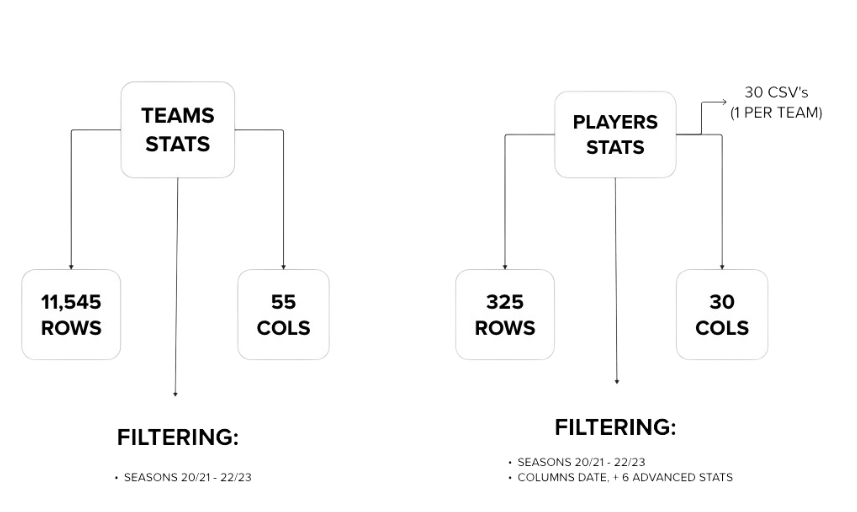 TEAMS
STATS
11,545
ROWS
55
COLS
FILTERING:
• SEASONS 20/21 - 22/23
PLAYERS
STATS
30 CSV's
(1 PER TEAM)
325
ROWS
30
COLS
FILTERING:
• SEASONS 20/21 - 22/23
• COLUMNS DATE, + 6 ADVANCED STATS